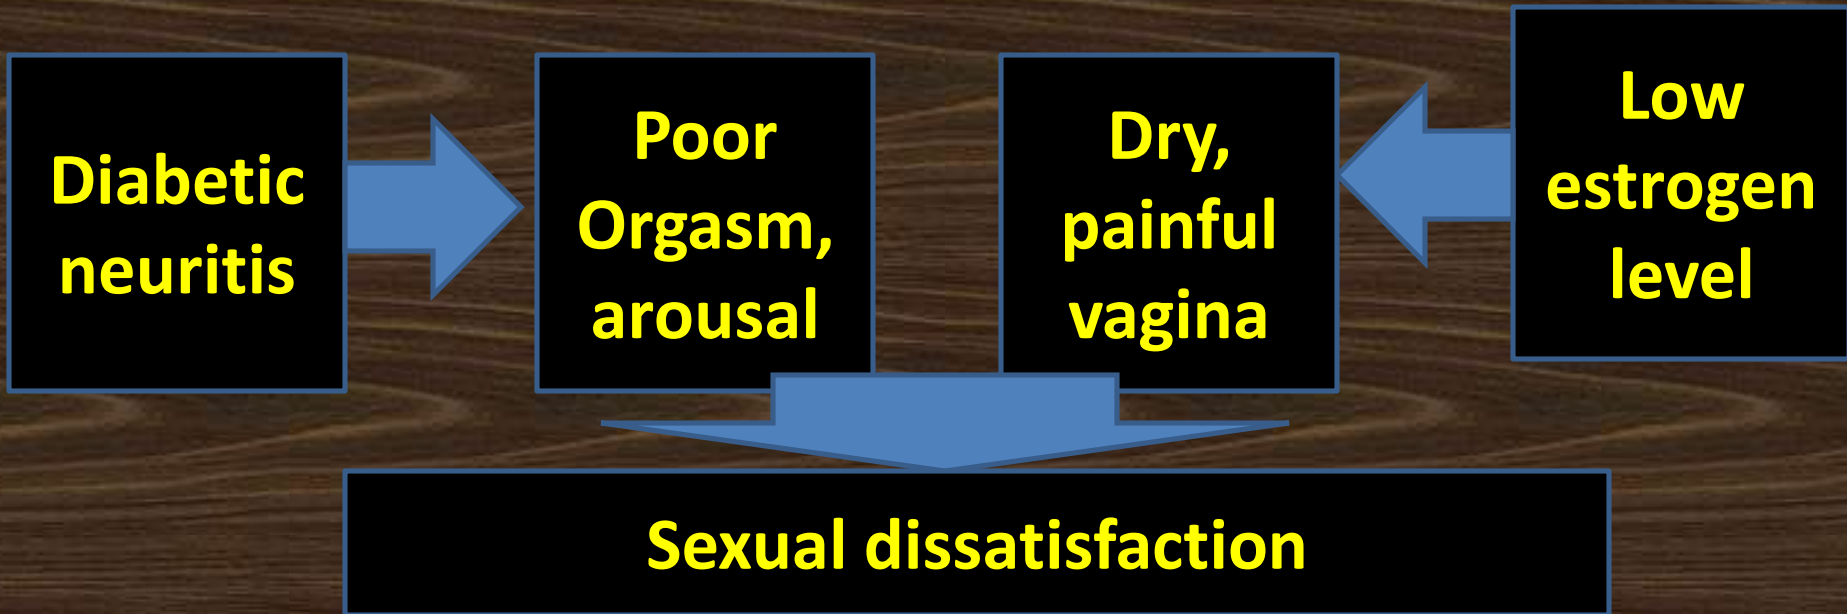 Diabetic
neuritis
Poor
Orgasm,
arousal
Dry,
painful
vagina
Low
estrogen
level
Sexual dissatisfaction